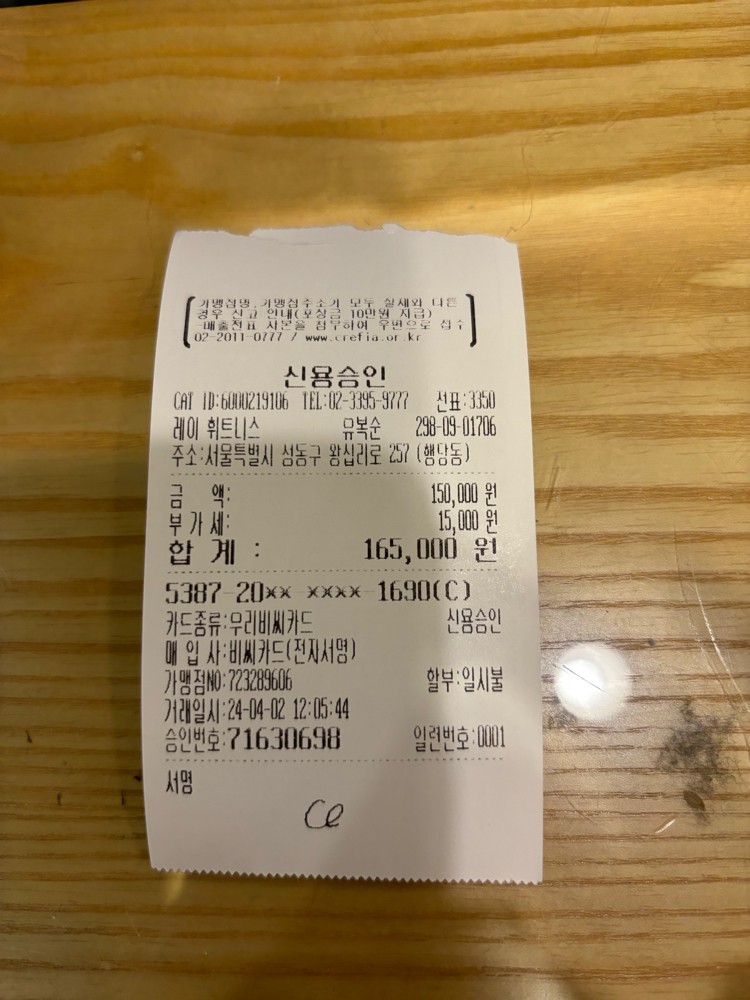 가맹점명,가맹점주소가 모두 실제와 다른
경우 신고 안내(포상금 10만원 지급)
-매출전표 사본을 첨부하여 우편으로 접수
02-2011-0777 / www.crefia.or.kr
신용승인
CAT ID:6000219106 TEL:02-3395-9777 전표:3350
레이 휘트니스 유복순 298-09-01706
주소:서울특별시 성동구 왕십리로 257 (행당동)
금 액: 150,000 원
부 가 세: 15,000 원
합 계 : 165,000 원
5387-20** ****-1690(C)
카드종류:우리비씨카드 신용승인
매 입 사:비씨카드(전자서명)
가맹점NO:723289606 할부:일시불
거래일시:24-04-02 12:05:44
승인번호:71630698 일련번호:0001
서명